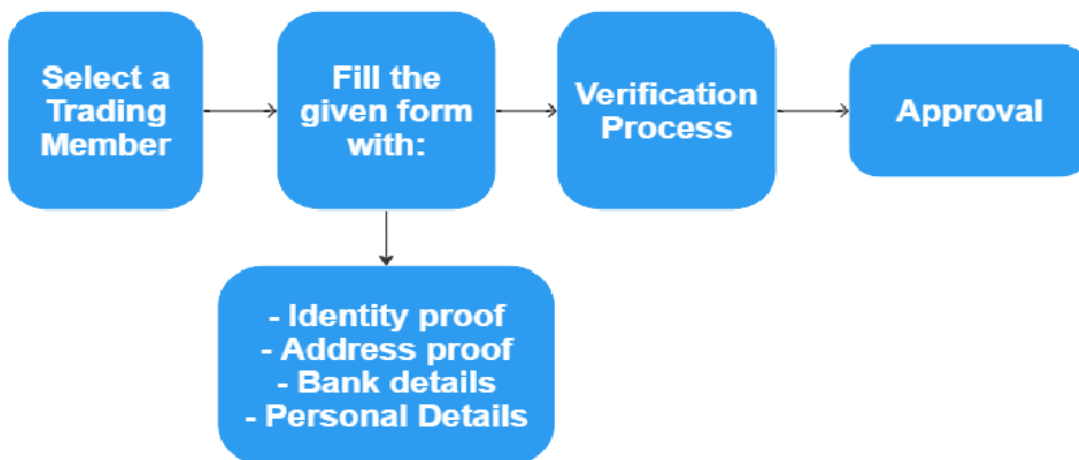 Select a
Trading
Member
Fill the
given form
with:
Verification
Process
Approval
- Identity proof
- Address proof
- Bank details
- Personal Details